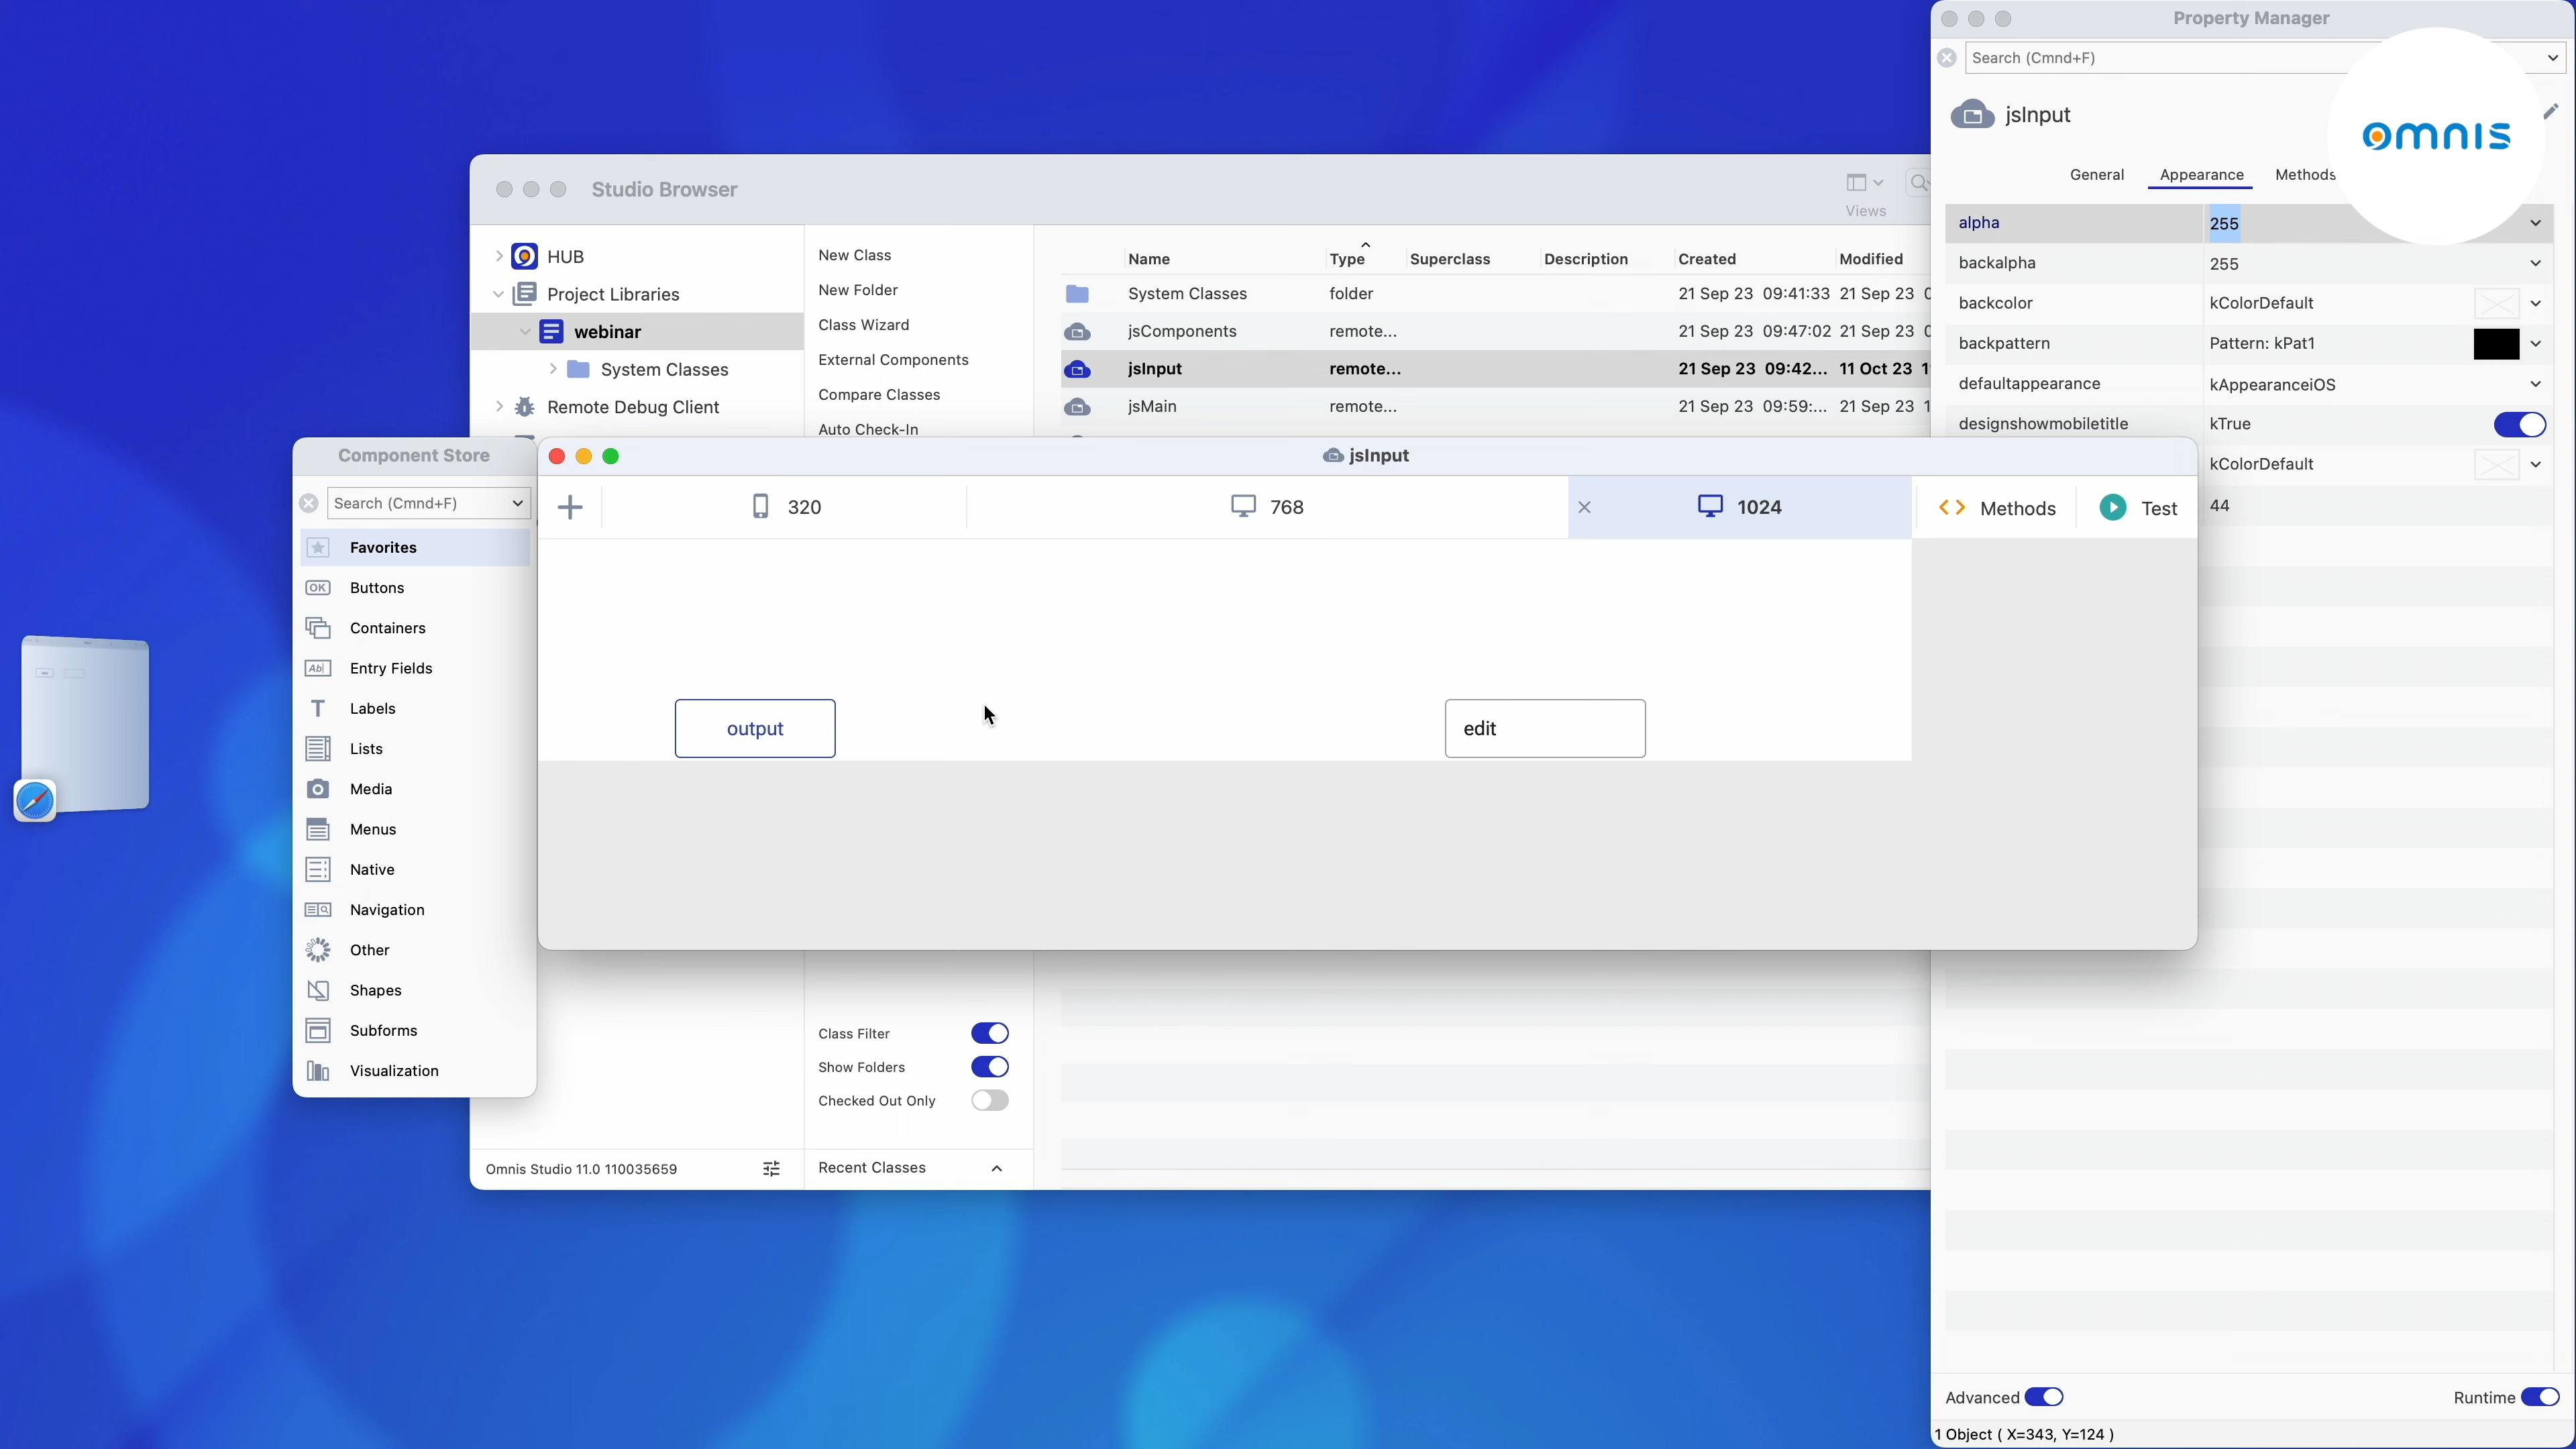 Property Manager
Search (Cmnd+F)
jsInput
omnis
General Appearance Methods
alpha 255
backalpha 255
backcolor kColorDefault
backpattern Pattern: kPat1
defaultappearance kAppearanceiOS
designshowmobiletitle kTrue
kColorDefault
44
Advanced Runtime
1 Object ( X=343, Y=124 )
Studio Browser
Views
HUB
Project Libraries
webinar
System Classes
Remote Debug Client
New Class
New Folder
Class Wizard
External Components
Compare Classes
Auto Check-In
Name Type Superclass Description Created Modified
System Classes folder 21 Sep 23 09:41:33 21 Sep 23
jsComponents remote... 21 Sep 23 09:47:02 21 Sep 23
jsInput remote... 21 Sep 23 09:42... 11 Oct 23
jsMain remote... 21 Sep 23 09:59:... 21 Sep 23
Component Store
Search (Cmnd+F)
Favorites
OK Buttons
Containers
Ab Entry Fields
T Labels
Lists
Media
Menus
Native
Navigation
Other
Shapes
Subforms
Visualization
jsInput
320 768 1024 Methods Test
output edit
Class Filter
Show Folders
Checked Out Only
Omnis Studio 11.0 110035659
Recent Classes